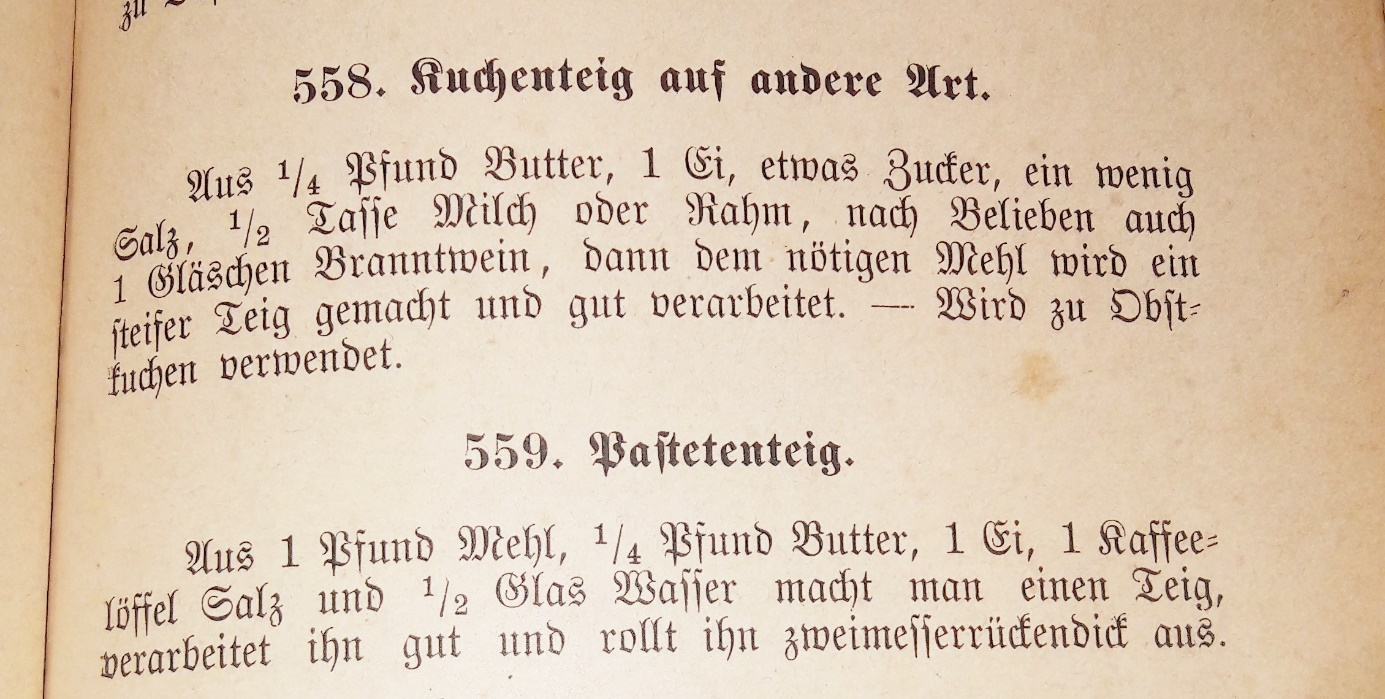 zu
558. Kuchenteig auf andere Art.
Aus 1/4 Pfund Butter, 1 Ei, etwas Zucker, ein wenig
Salz, 1/2 Tasse Milch oder Rahm, nach Belieben auch
1 Gläschen Branntwein, dann dem nötigen Mehl wird ein
steifer Teig gemacht und gut verarbeitet. — Wird zu Obst-
kuchen verwendet.
559. Pastetenteig.
Aus 1 Pfund Mehl, 1/4 Pfund Butter, 1 Ei, 1 Kaffee-
löffel Salz und 1/2 Glas Wasser macht man einen Teig,
verarbeitet ihn gut und rollt ihn zweimesserrückendick aus.